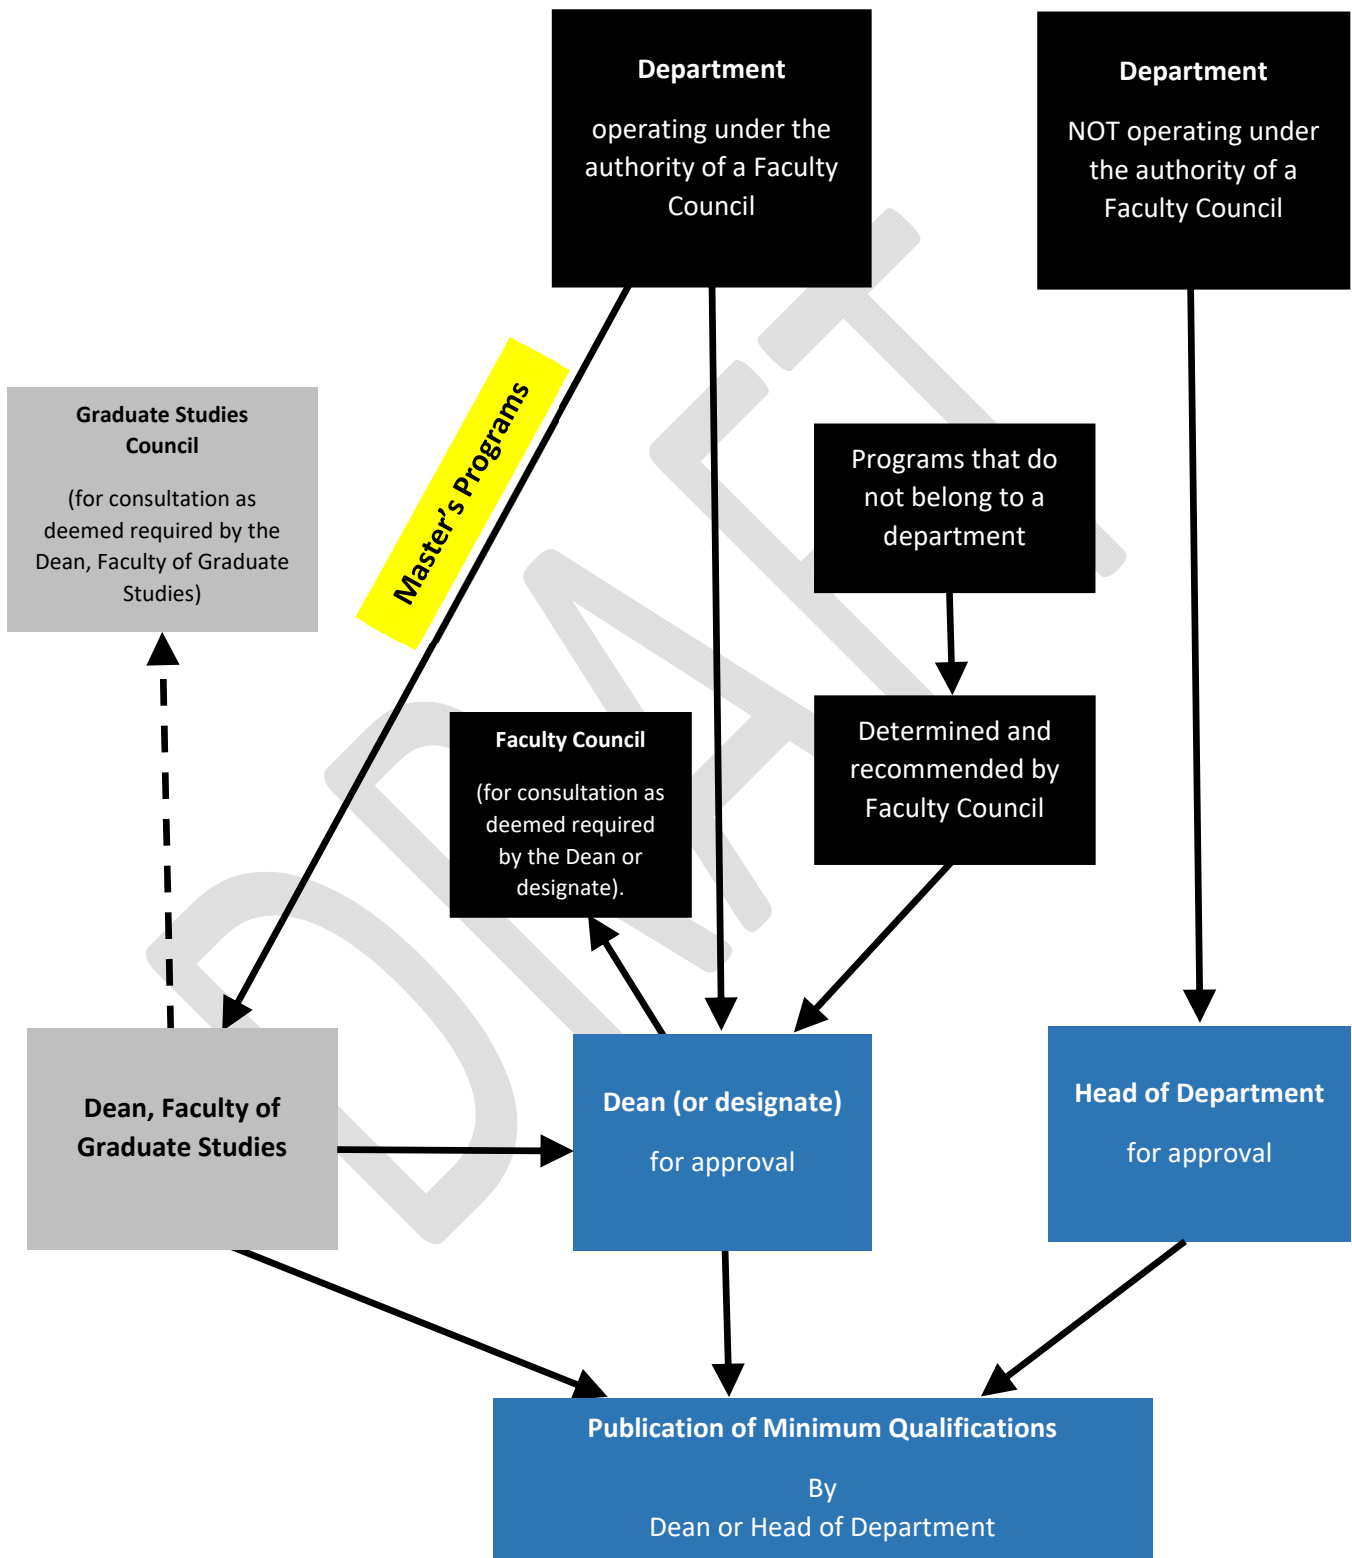 Department
operating under the
authority of a Faculty
Council
Department
NOT operating under
the authority of a
Faculty Council
Master's Programs
Graduate Studies
Council
(for consultation as
deemed required by the
Dean, Faculty of Graduate
Studies)
Programs that do
not belong to a
department
Faculty Council
(for consultation as
deemed required
by the Dean or
designate).
Determined and
recommended by
Faculty Council
DRAFT
Dean, Faculty of
Graduate Studies
Dean (or designate)
for approval
Head of Department
for approval
Publication of Minimum Qualifications
By
Dean or Head of Department